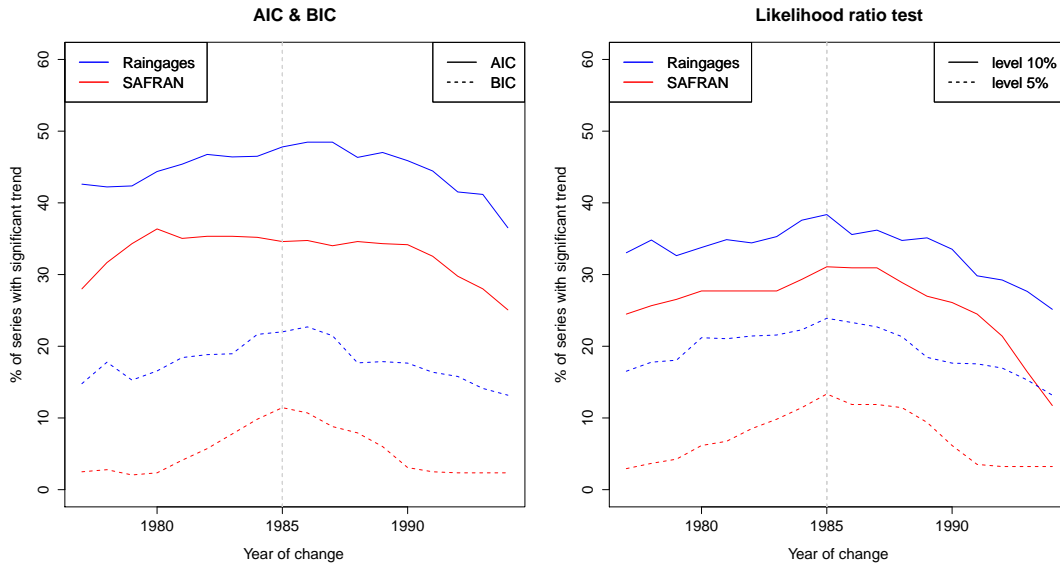 AIC & BIC
Raingages
SAFRAN
AIC
BIC
% of series with significant trend
0
10
20
30
40
50
60
1980
1985
1990
Year of change
Likelihood ratio test
Raingages
SAFRAN
level 10%
level 5%
% of series with significant trend
0
10
20
30
40
50
60
1980
1985
1990
Year of change